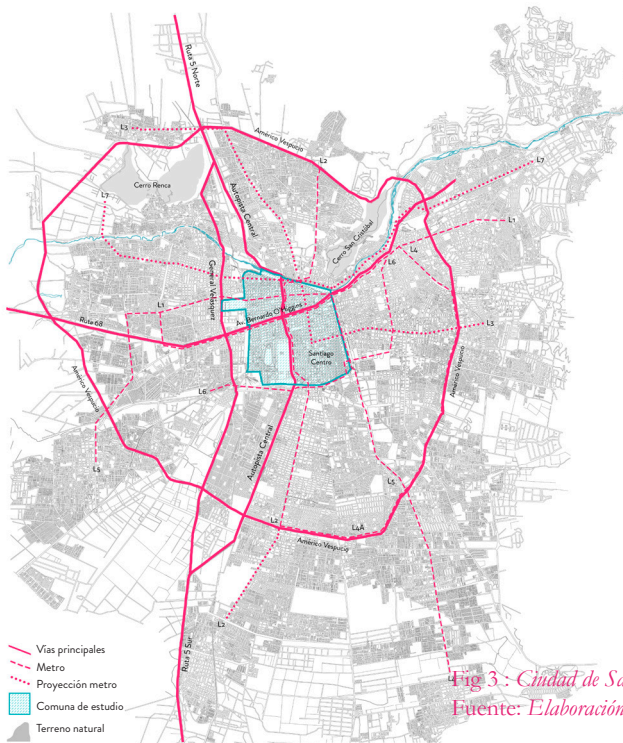 Ruta 5 Norte
L3
Américo Vespucio
L2
L7
Cerro Renca
L7
Autopista Central
Cerro San Cristóbal
L1
L4
L6
General Velásquez
L1
Av. Bernardo O'Higgins
Ruta 68
L3
Santiago
Centro
Américo Vespucio
Américo Vespucio
L6
Autopista Central
L5
L5
L2
L4A
Américo Vespucio
L2
Ruta 5 Sur
Vías principales
Metro
Proyección metro
Comuna de estudio
Terreno natural
Fig 3 : Ciudad de Sa
Fuente: Elaboración